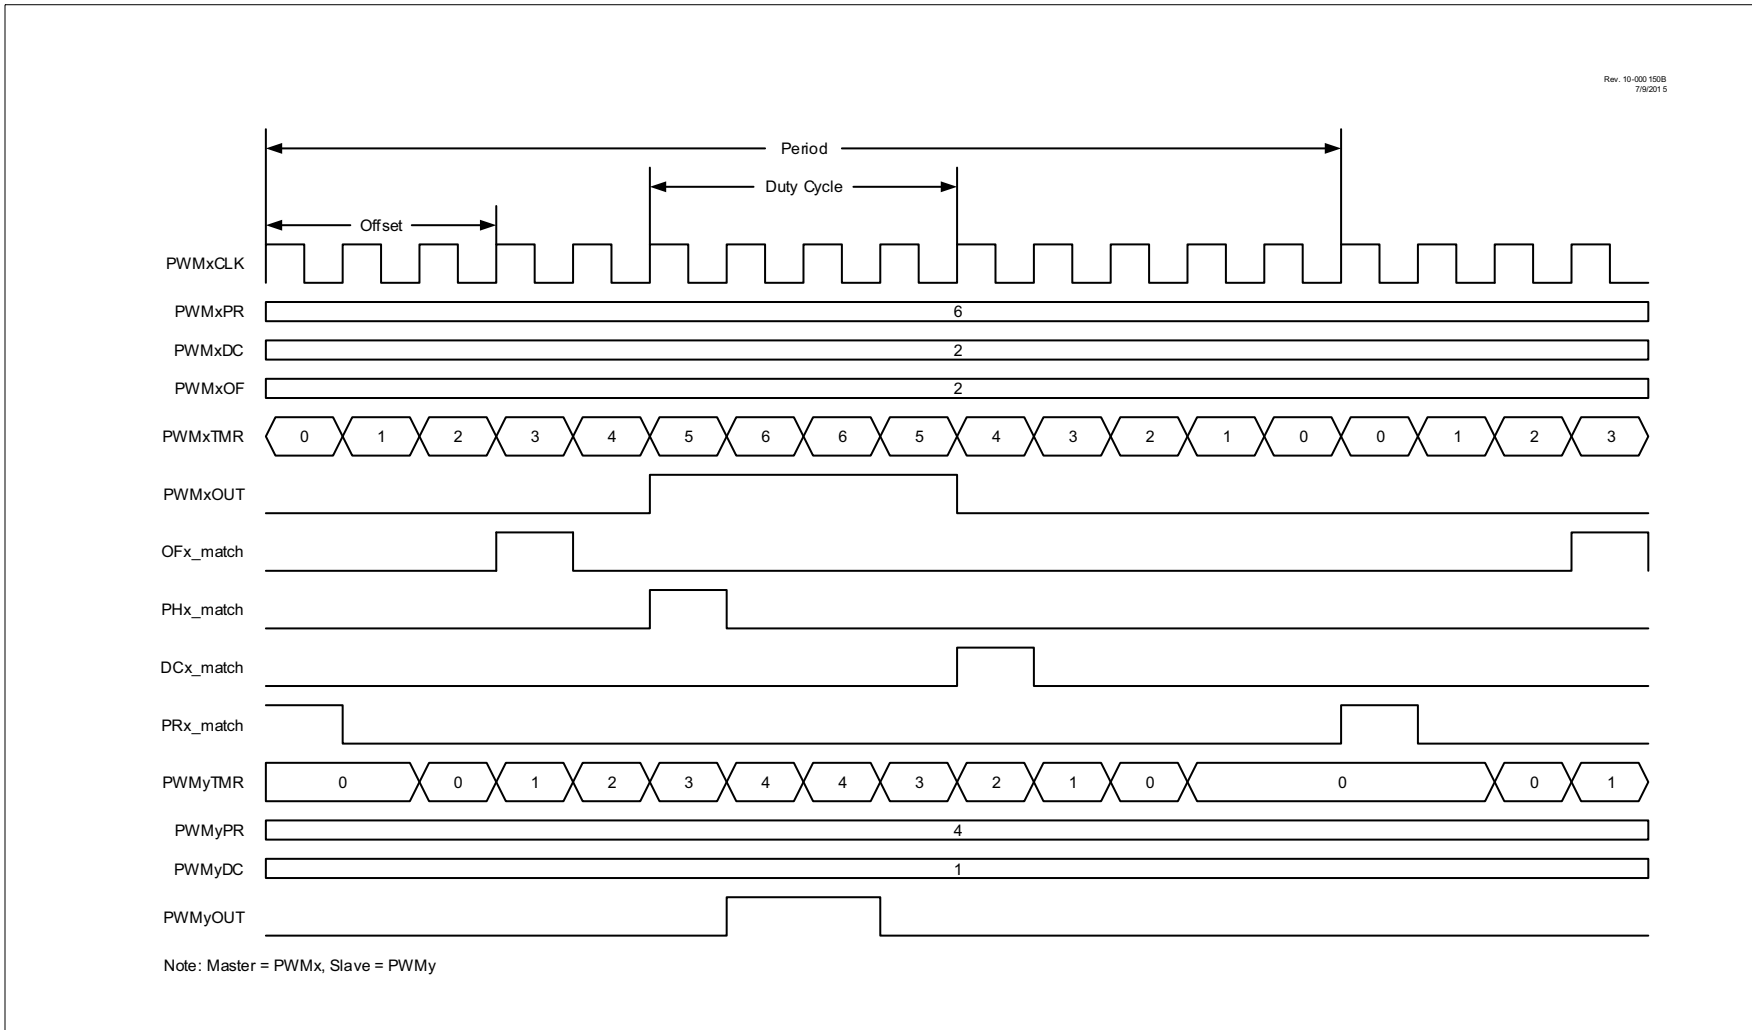 Rev. 10-000 150B
7/9/201 5
Period
Duty Cycle
Offset
PWMxCLK
PWMxPR 6
PWMxDC 2
PWMxOF 2
PWMxTMR 0 1 2 3 4 5 6 6 5 4 3 2 1 0 0 1 2 3
PWMxOUT
OFx_match
PHx_match
DCx_match
PRx_match
PWMyTMR 0 0 1 2 3 4 4 3 2 1 0 0 0 1
PWMyPR 4
PWMyDC 1
PWMyOUT
Note: Master = PWMx, Slave = PWMy